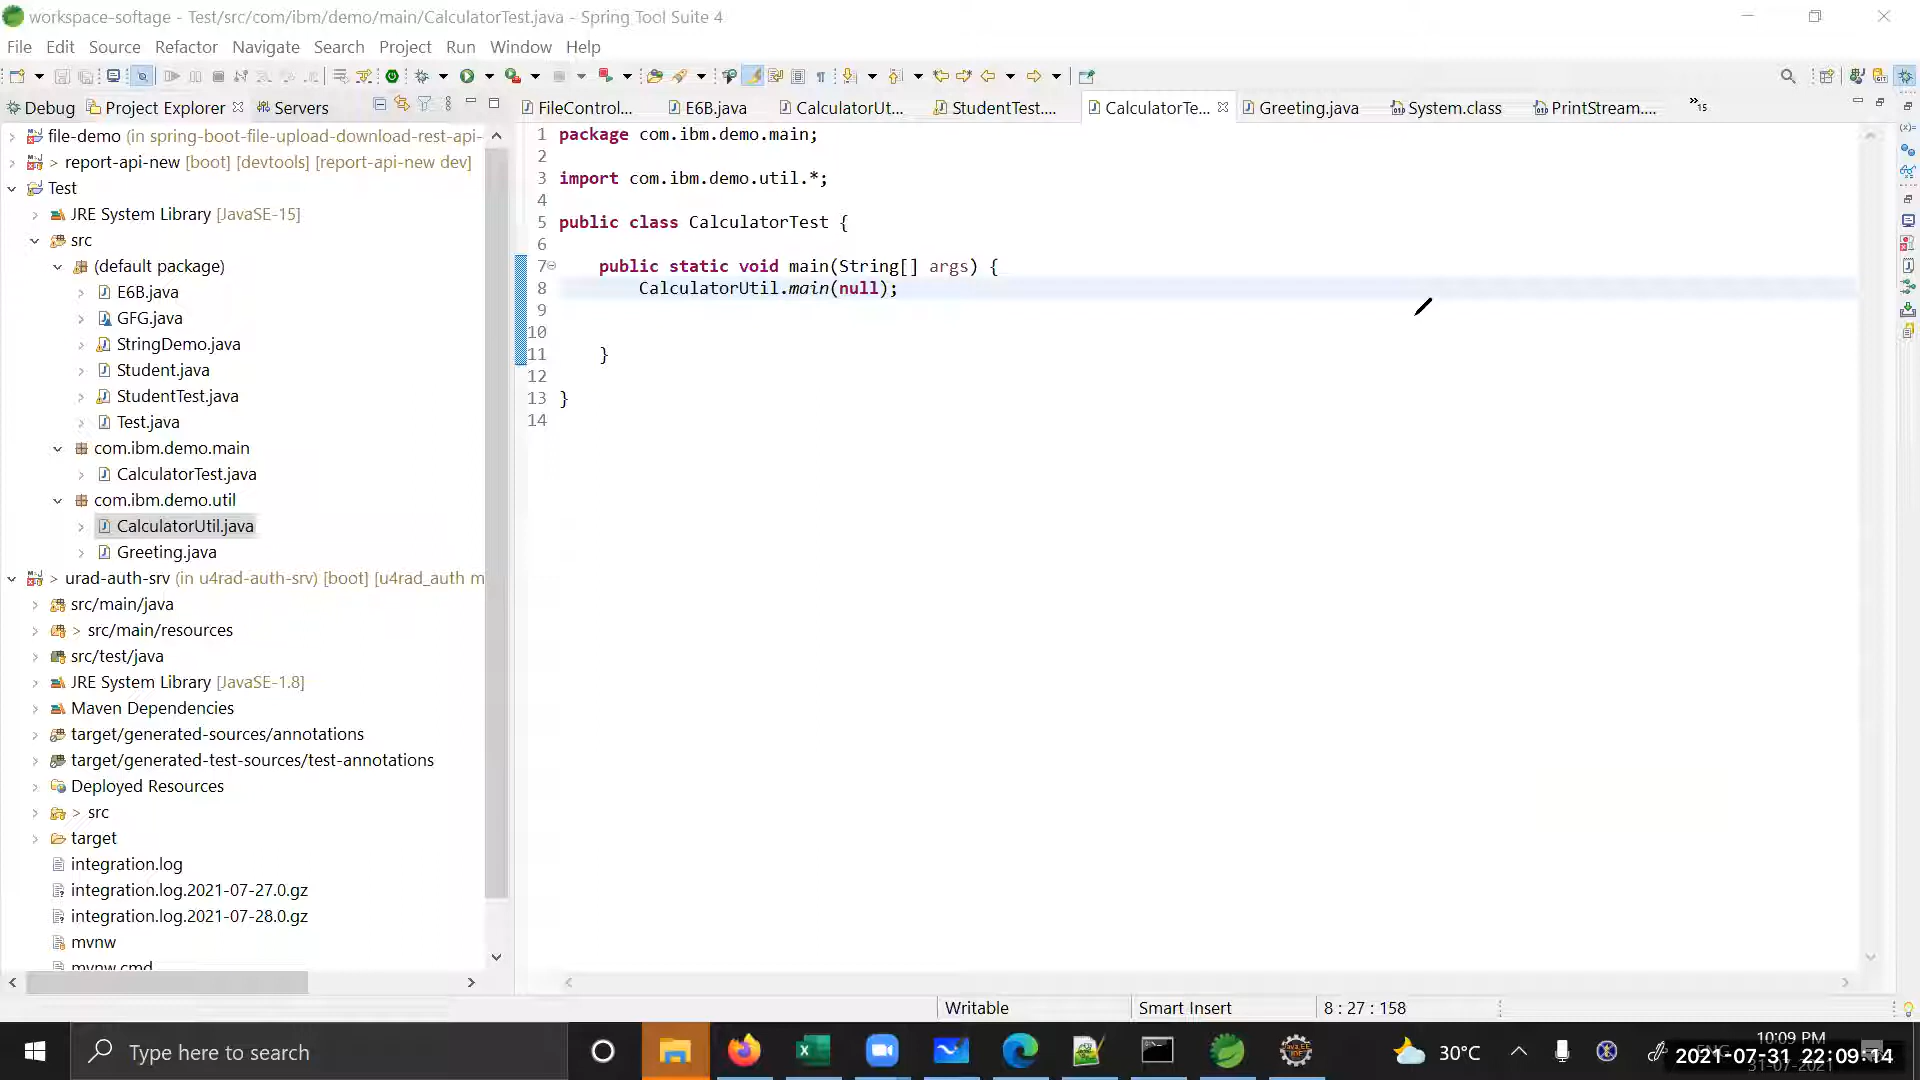 workspace-softage - Test/src/com/ibm/demo/main/CalculatorTest.java - Spring Tool Suite 4
File Edit Source Refactor Navigate Search Project Run Window Help
Debug Project Explorer Servers
FileControl... E6B.java CalculatorUt... StudentTest.... CalculatorTe... Greeting.java System.class PrintStream.... »15
file-demo (in spring-boot-file-upload-download-rest-api-
> report-api-new [boot] [devtools] [report-api-new dev]
Test
JRE System Library [JavaSE-15]
src
(default package)
E6B.java
GFG.java
StringDemo.java
Student.java
StudentTest.java
Test.java
com.ibm.demo.main
CalculatorTest.java
com.ibm.demo.util
CalculatorUtil.java
Greeting.java
> urad-auth-srv (in u4rad-auth-srv) [boot] [u4rad_auth m
src/main/java
> src/main/resources
src/test/java
JRE System Library [JavaSE-1.8]
Maven Dependencies
target/generated-sources/annotations
target/generated-test-sources/test-annotations
Deployed Resources
> src
target
integration.log
integration.log.2021-07-27.0.gz
integration.log.2021-07-28.0.gz
mvnw
mvnw.cmd
1 package com.ibm.demo.main;
2
3 import com.ibm.demo.util.*;
4
5 public class CalculatorTest {
6
7 public static void main(String[] args) {
8 CalculatorUtil.main(null);
9
10
11 }
12
13 }
14
Writable Smart Insert 8 : 27 : 158
Type here to search
30°C
10:09 PM
2021-07-31 22:09:14
31-07-2021